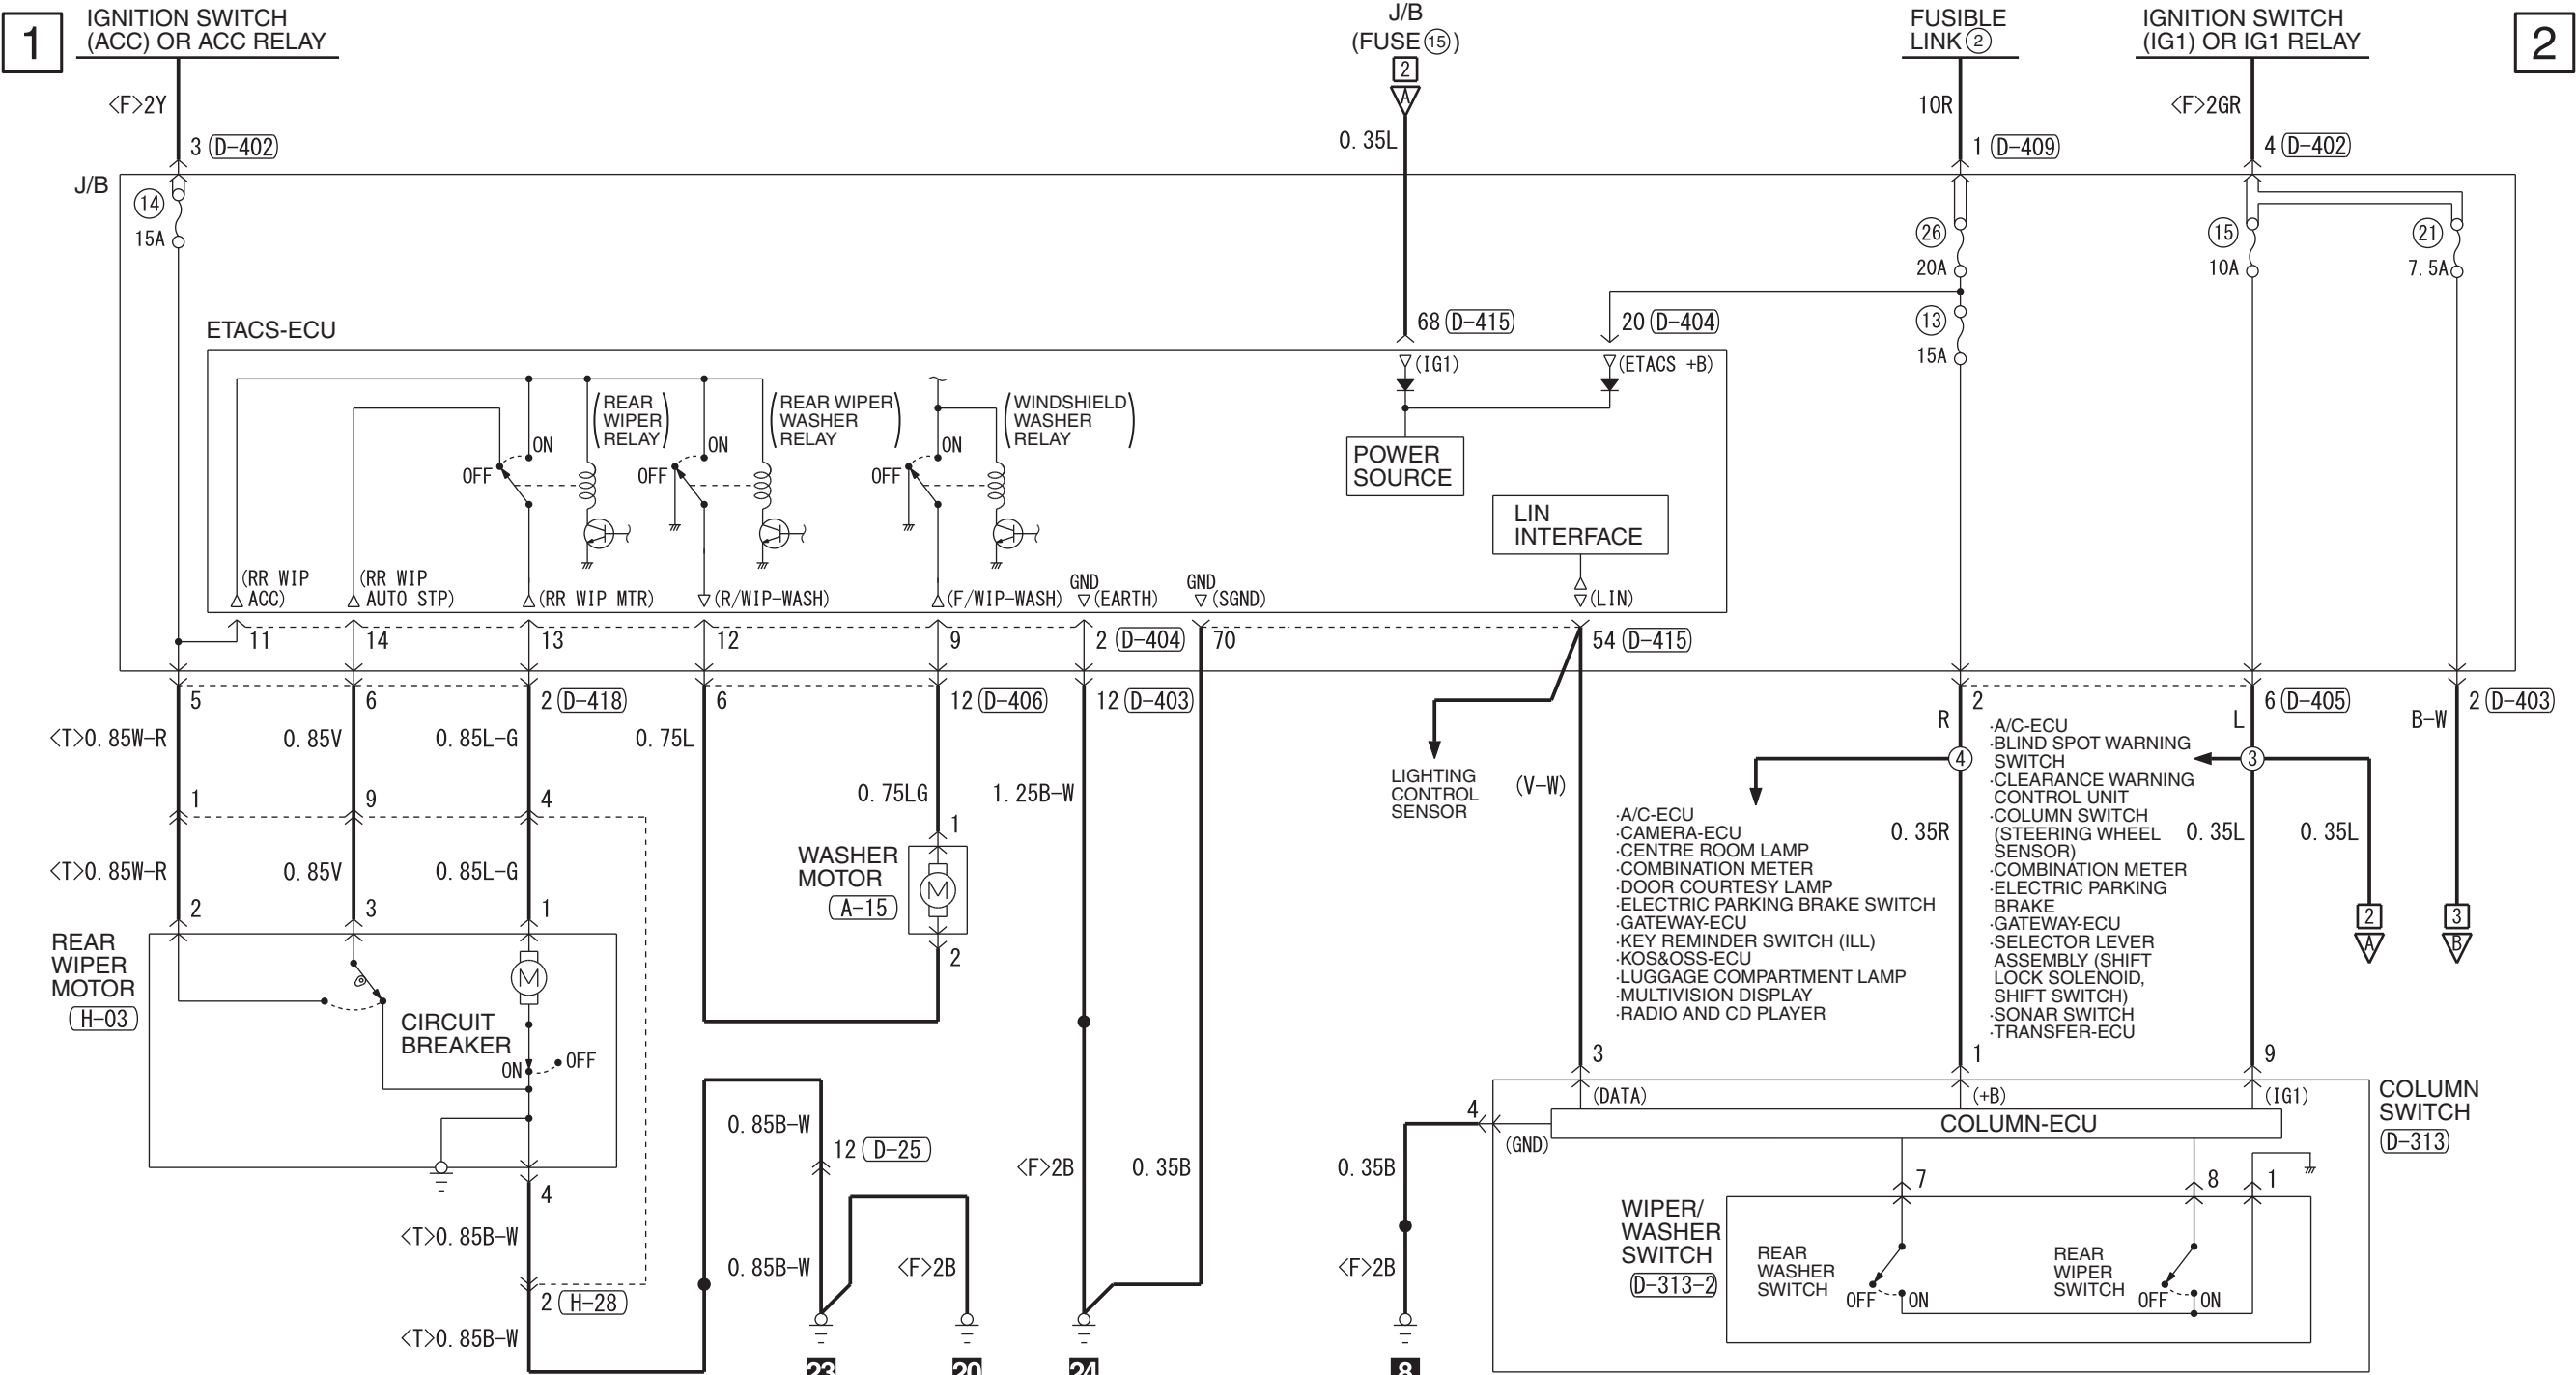 1
IGNITION SWITCH
(ACC) OR ACC RELAY
J/B
(FUSE⑮)
2
A
FUSIBLE
LINK②
IGNITION SWITCH
(IG1) OR IG1 RELAY
2
<F>2Y
0.35L
10R
<F>2GR
3 (D-402)
1 (D-409)
4 (D-402)
J/B
⑭
15A
㉖
20A
⑮
10A
㉑
7.5A
⑬
15A
ETACS-ECU
68 (D-415)
20 (D-404)
(IG1)
(ETACS +B)
(REAR
WIPER
RELAY)
(REAR WIPER
WASHER
RELAY)
(WINDSHIELD
WASHER
RELAY)
ON
OFF
ON
OFF
ON
OFF
POWER
SOURCE
LIN
INTERFACE
(RR WIP
ACC)
(RR WIP
AUTO STP)
(RR WIP MTR)
(R/WIP-WASH)
(F/WIP-WASH)
GND
(EARTH)
GND
(SGND)
(LIN)
11
14
13
12
9
2 (D-404)
70
54 (D-415)
5
6
2 (D-418)
6
12 (D-406)
12 (D-403)
2
6 (D-405)
2 (D-403)
<T>0.85W-R
0.85V
0.85L-G
0.75L
R
L
B-W
④
③
0.75LG
1.25B-W
(V-W)
LIGHTING
CONTROL
SENSOR
1
9
4
1
<T>0.85W-R
0.85V
0.85L-G
WASHER
MOTOR
(A-15)
M
2
·A/C-ECU
·CAMERA-ECU
·CENTRE ROOM LAMP
·COMBINATION METER
·DOOR COURTESY LAMP
·ELECTRIC PARKING BRAKE SWITCH
·GATEWAY-ECU
·KEY REMINDER SWITCH (ILL)
·KOS&OSS-ECU
·LUGGAGE COMPARTMENT LAMP
·MULTIVISION DISPLAY
·RADIO AND CD PLAYER
0.35R
·A/C-ECU
·BLIND SPOT WARNING
SWITCH
·CLEARANCE WARNING
CONTROL UNIT
·COLUMN SWITCH
(STEERING WHEEL
SENSOR)
·COMBINATION METER
·ELECTRIC PARKING
BRAKE
·GATEWAY-ECU
·SELECTOR LEVER
ASSEMBLY (SHIFT
LOCK SOLENOID,
SHIFT SWITCH)
·SONAR SWITCH
·TRANSFER-ECU
0.35L
0.35L
2
A
3
B
2
3
1
REAR
WIPER
MOTOR
(H-03)
M
CIRCUIT
BREAKER
ON
OFF
4
<T>0.85B-W
2 (H-28)
<T>0.85B-W
0.85B-W
12 (D-25)
0.85B-W
<F>2B
<F>2B
0.35B
0.35B
<F>2B
23
20
24
8
3
1
9
(DATA)
(+B)
(IG1)
4
(GND)
COLUMN-ECU
COLUMN
SWITCH
(D-313)
7
8
1
WIPER/
WASHER
SWITCH
(D-313-2)
REAR
WASHER
SWITCH
OFF
ON
REAR
WIPER
SWITCH
OFF
ON